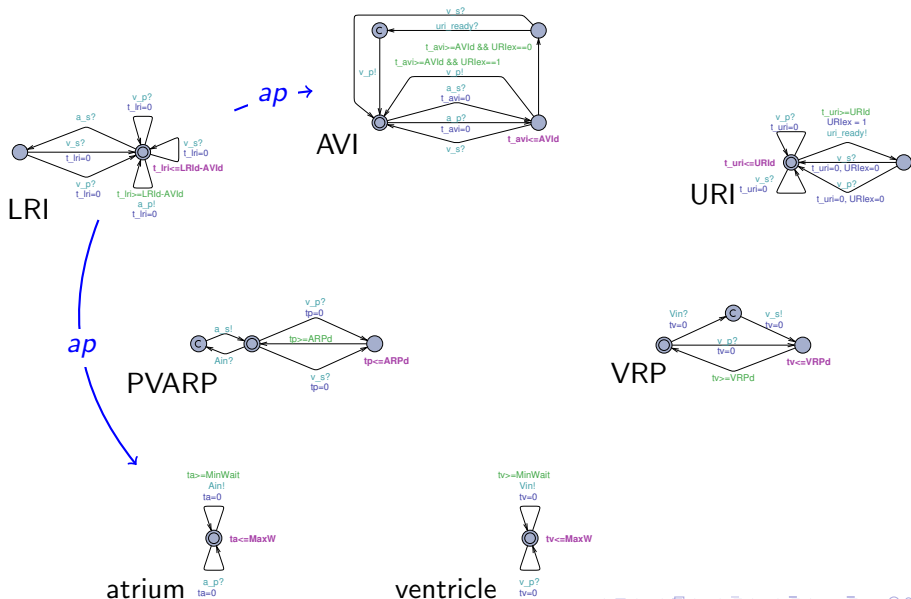 v_s?
C
uri_ready?
t_avi>=AVId && URIex==0
t_avi>=AVId && URIex==1
v_p!
v_p!
a_s?
t_avi=0
a_p?
t_avi=0
v_s?
t_avi<=AVId
AVI
ap
v_p?
t_lri=0
a_s?
v_s?
t_lri=0
v_s?
t_lri=0
t_lri<=LRId-AVId
v_p?
t_lri=0
t_lri>=LRId-AVId
a_p!
t_lri=0
LRI
t_uri>=URId
URIex = 1
uri_ready!
v_p?
t_uri=0
t_uri<=URId
v_s?
t_uri=0, URIex=0
v_s?
t_uri=0
v_p?
t_uri=0, URIex=0
URI
ap
v_p?
tp=0
a_s!
C
tp>=ARPd
Ain?
tp<=ARPd
v_s?
tp=0
PVARP
Vin?
tv=0
C
v_s!
tv=0
v_p?
tv=0
tv<=VRPd
tv>=VRPd
VRP
ta>=MinWait
Ain!
ta=0
ta<=MaxW
a_p?
ta=0
atrium
tv>=MinWait
Vin!
tv=0
tv<=MaxW
v_p?
tv=0
ventricle